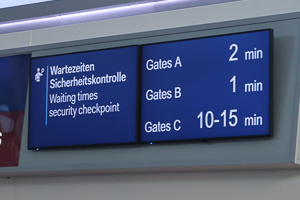 Wartezeiten
Sicherheitskontrolle
Waiting times
security checkpoint
Gates A 2 min
Gates B 1 min
Gates C 10-15 min